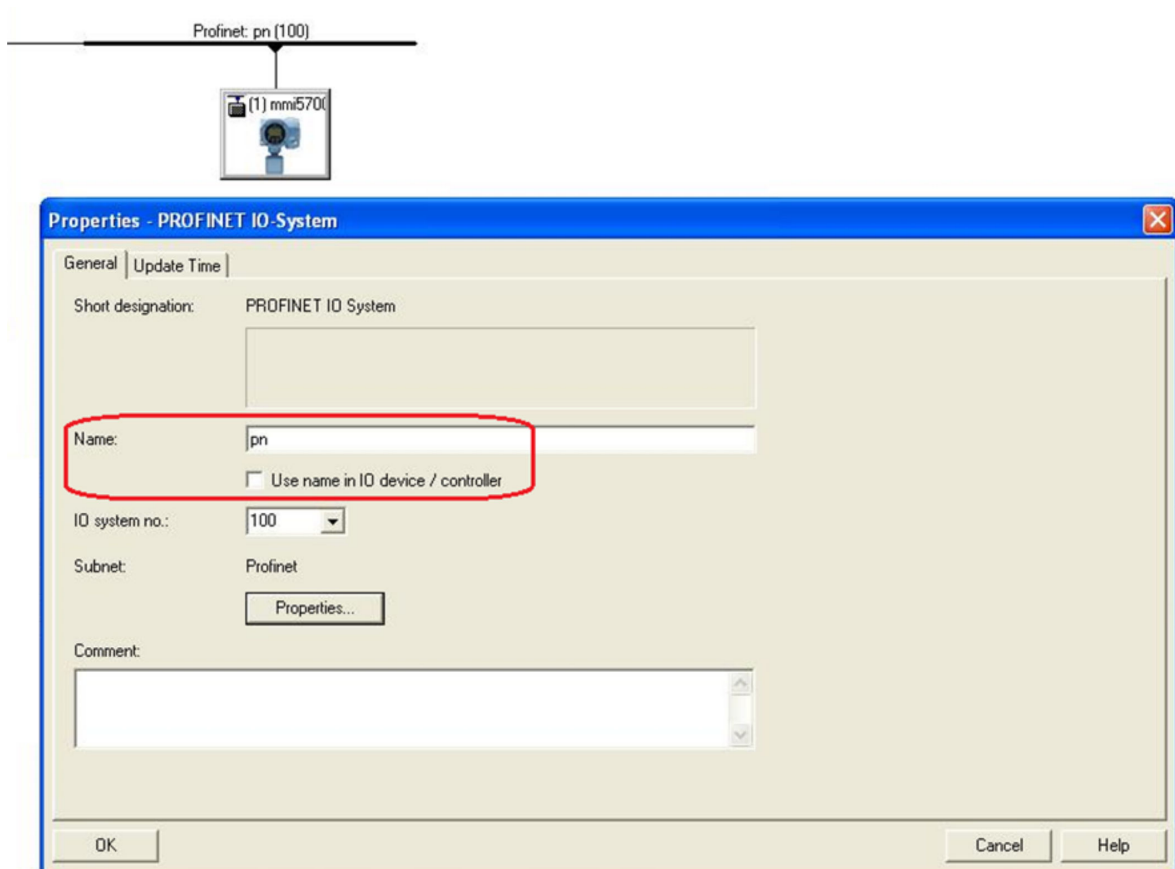 Profinet: pn (100)
(1) mmi5700
Properties - PROFINET IO-System
General Update Time
Short designation: PROFINET IO System
Name: pn
Use name in IO device / controller
IO system no.: 100
Subnet: Profinet
Properties...
Comment:
OK Cancel Help